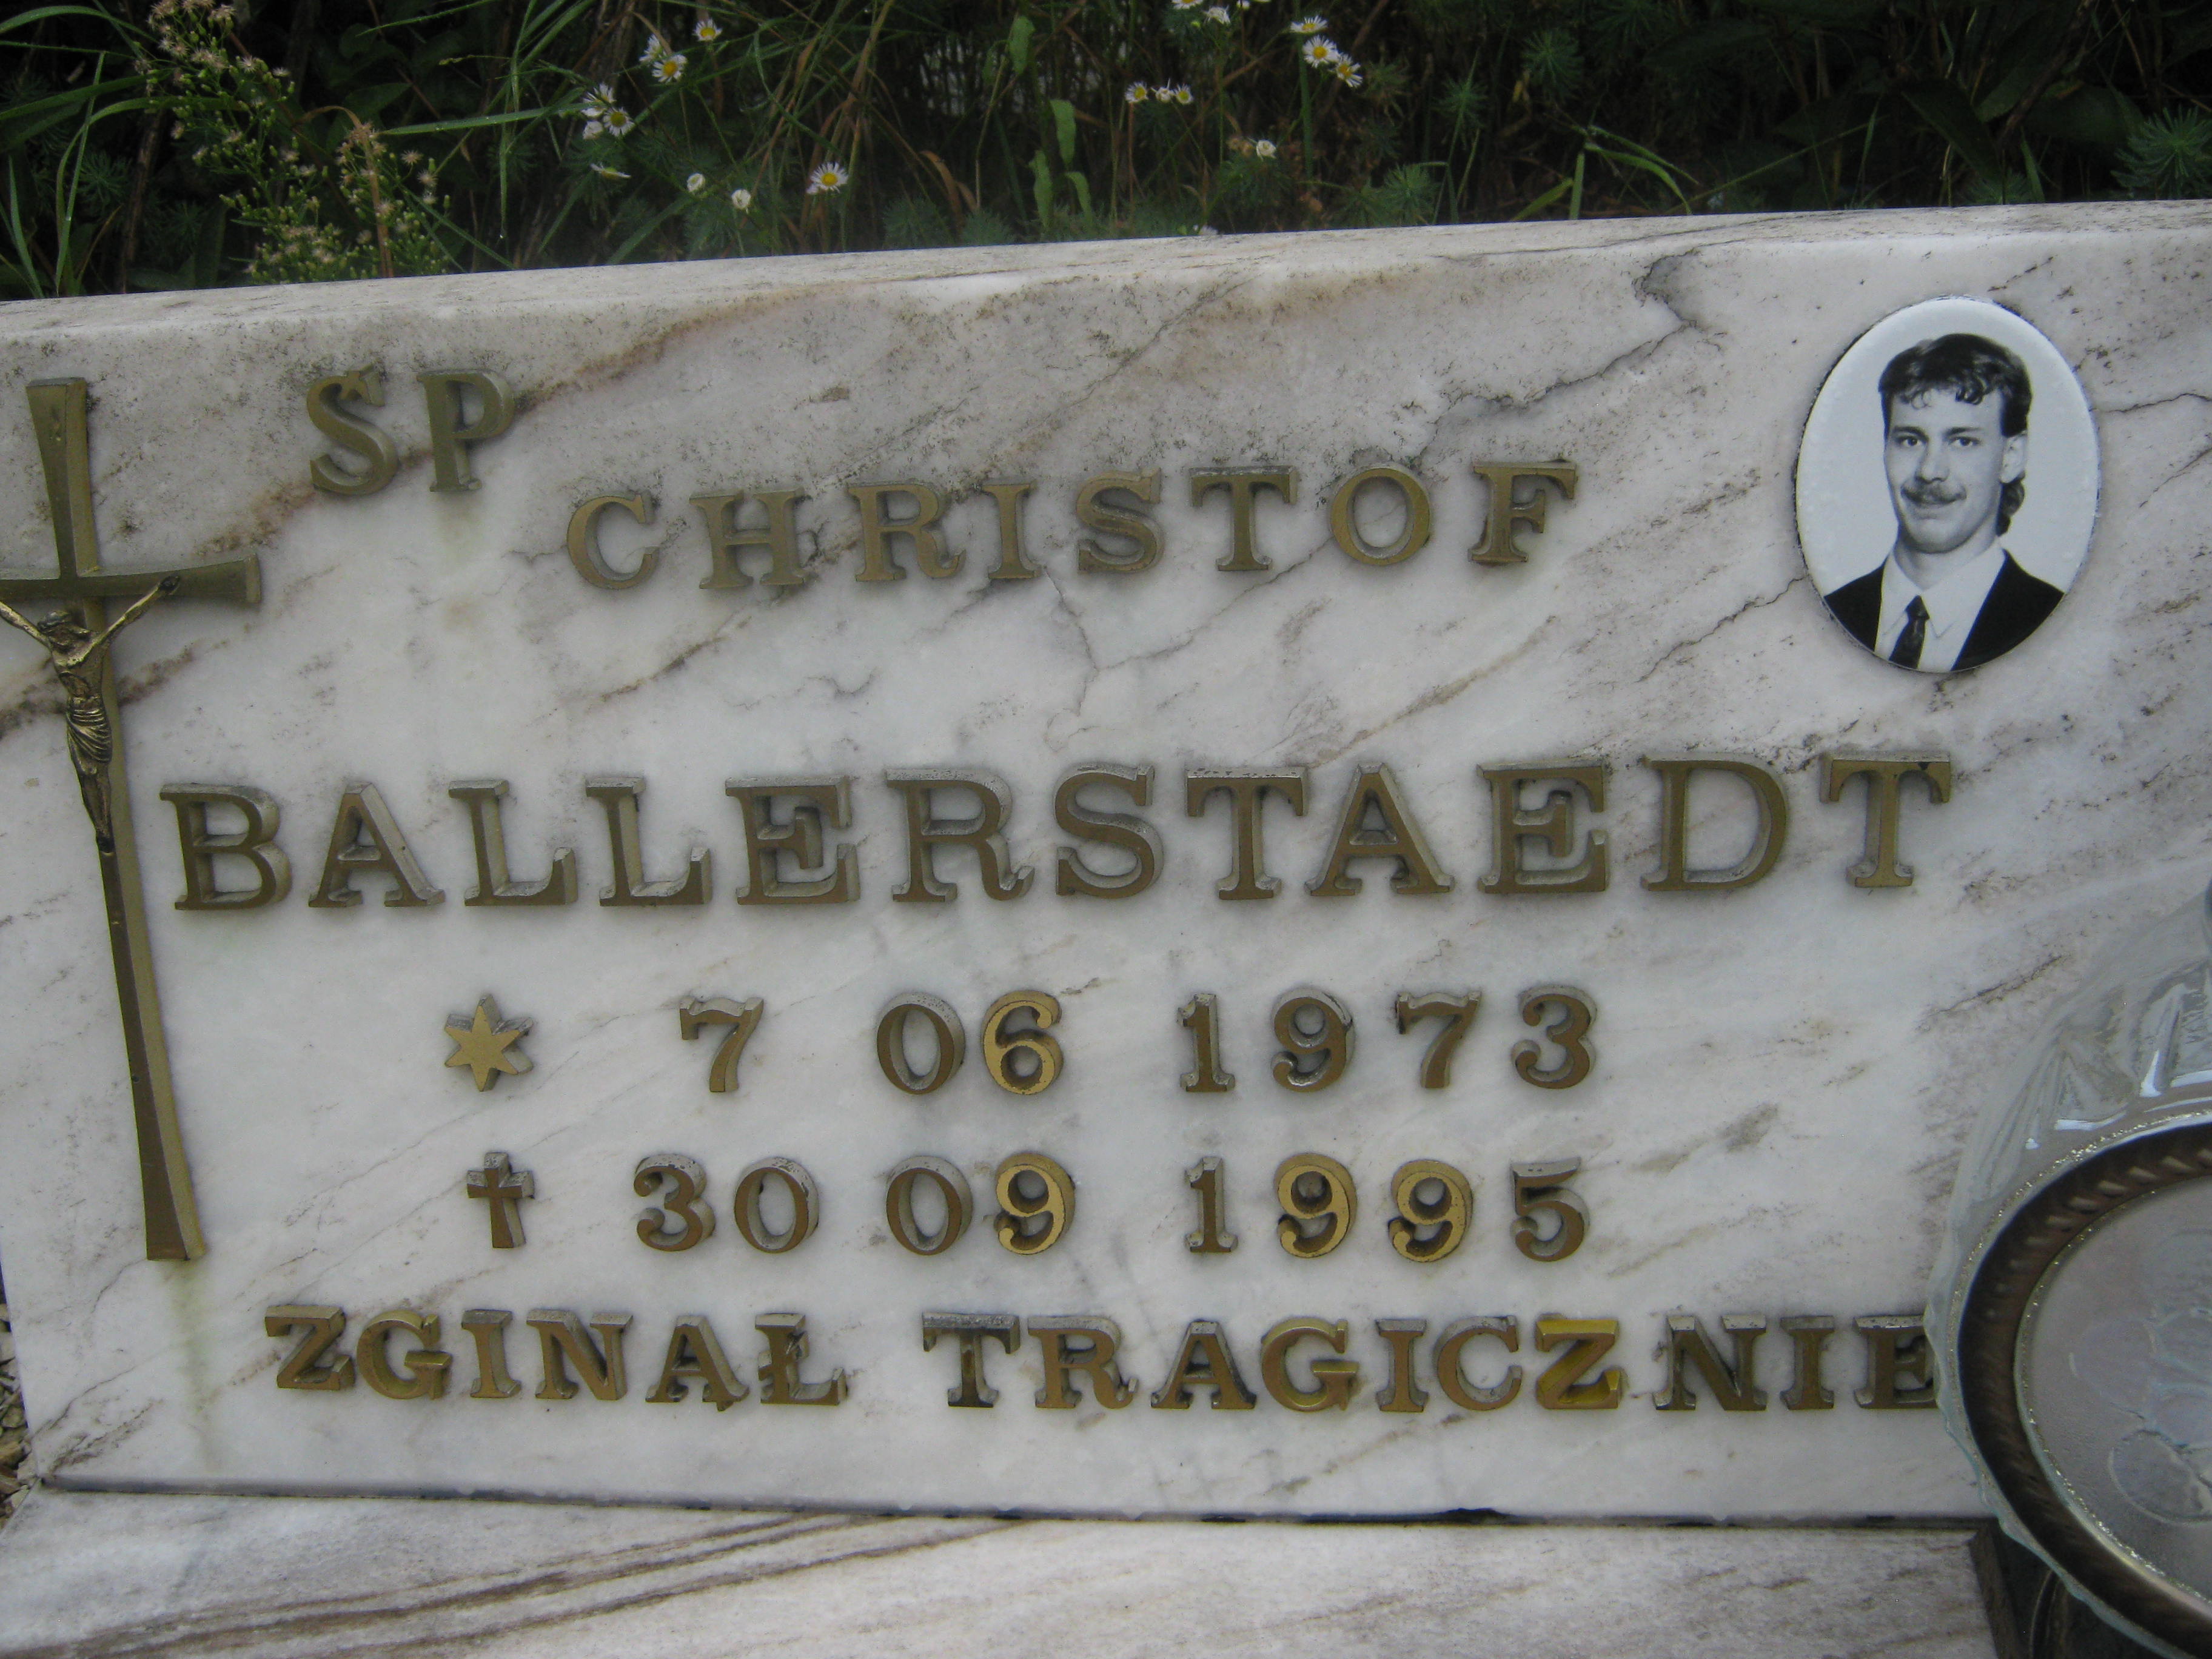 ŚP
CHRISTOF
BALLERSTAEDT
* 7 06 1973
† 30 09 1995
ZGINĄŁ TRAGICZNIE